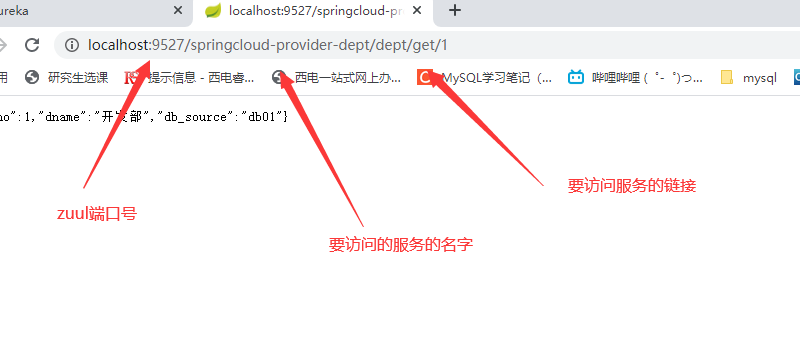 ureka
localhost:9527/springcloud-pro
localhost:9527/springcloud-provider-dept/dept/get/1
用 研究生选课 提示信息 - 西电睿... 西电一站式网上办... MySQL学习笔记（... 哔哩哔哩 ( ゜- ゜)つ... mysql
no":1,"dname":"开发部","db_source":"db01"}
要访问服务的链接
zuul端口号
要访问的服务的名字